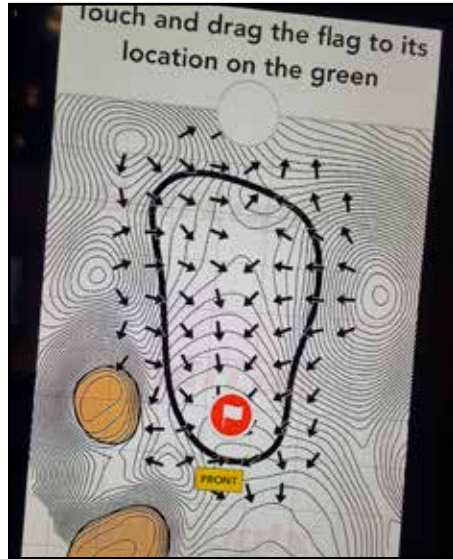 Touch and drag the flag to its
location on the green
FRONT